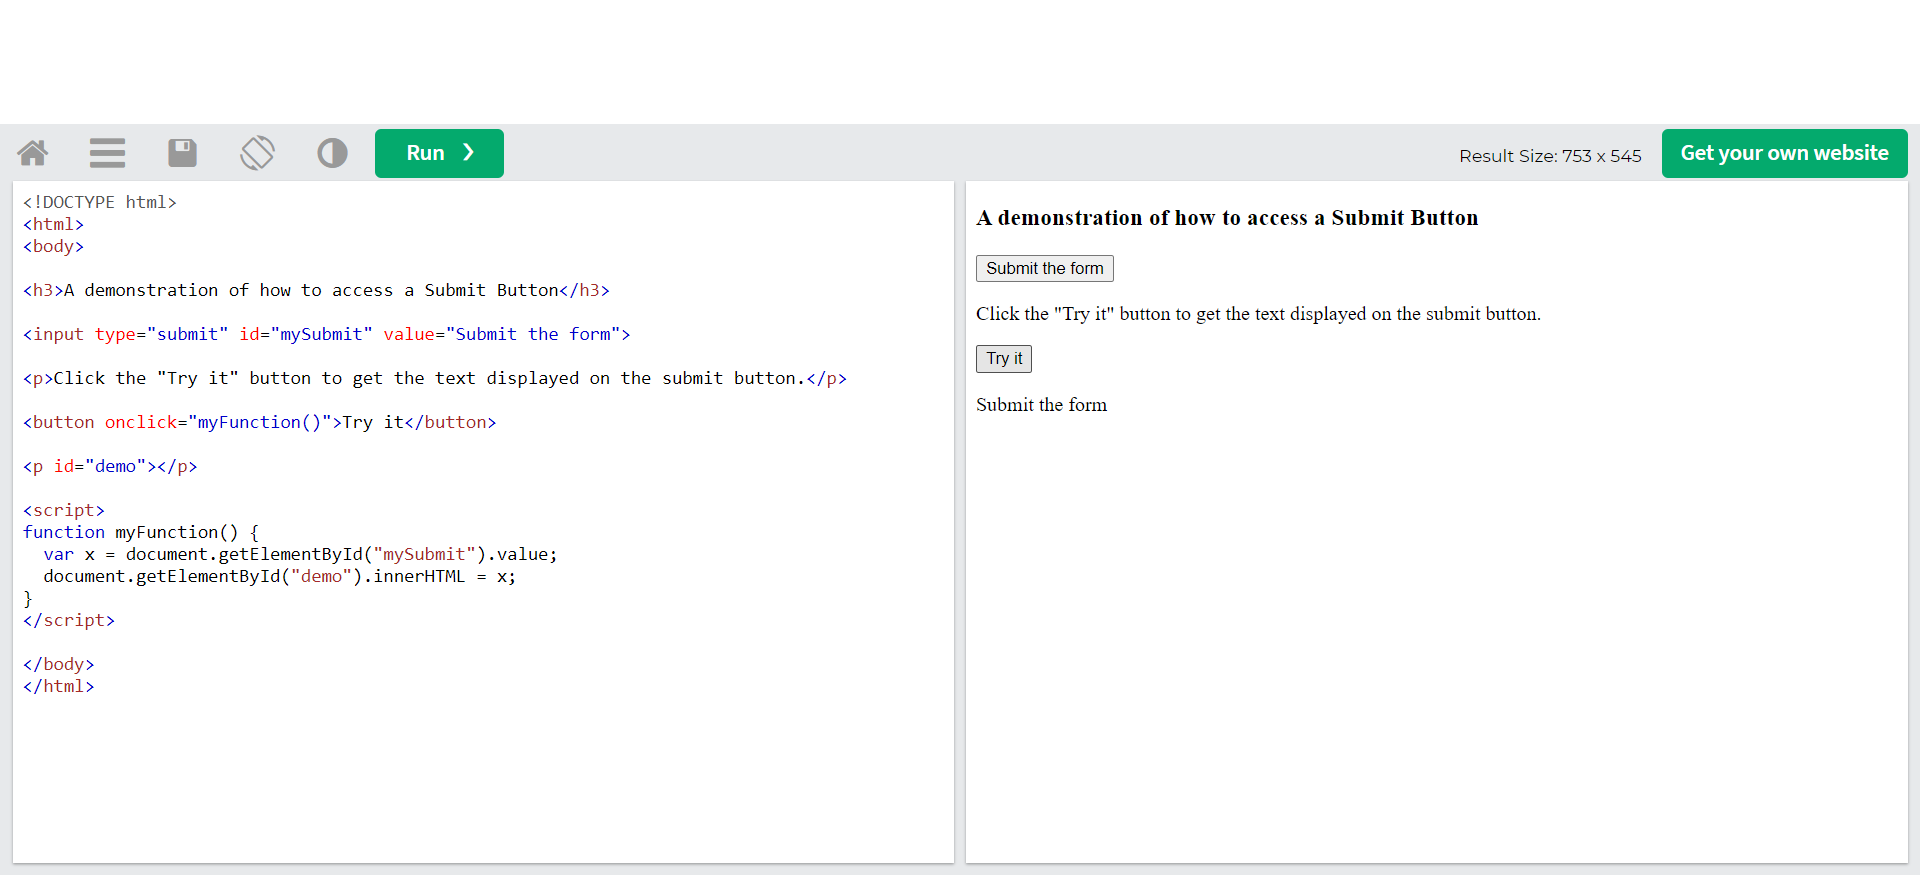 Run ❯
Result Size: 753 x 545
Get your own website
<!DOCTYPE html>
<html>
<body>
<h3>A demonstration of how to access a Submit Button</h3>
<input type="submit" id="mySubmit" value="Submit the form">
<p>Click the "Try it" button to get the text displayed on the submit button.</p>
<button onclick="myFunction()">Try it</button>
<p id="demo"></p>
<script>
function myFunction() {
  var x = document.getElementById("mySubmit").value;
  document.getElementById("demo").innerHTML = x;
}
</script>
</body>
</html>
A demonstration of how to access a Submit Button
Submit the form
Click the "Try it" button to get the text displayed on the submit button.
Try it
Submit the form